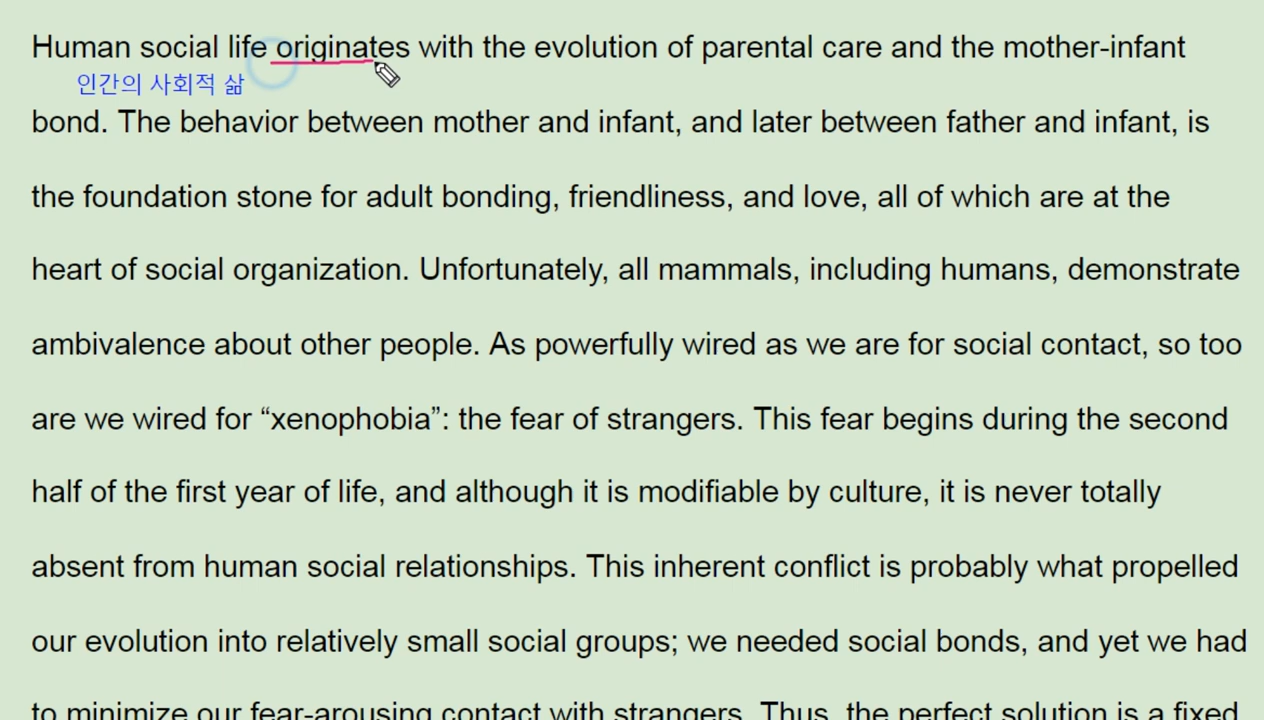 Human social life originates with the evolution of parental care and the mother-infant
인간의 사회적 삶
bond. The behavior between mother and infant, and later between father and infant, is
the foundation stone for adult bonding, friendliness, and love, all of which are at the
heart of social organization. Unfortunately, all mammals, including humans, demonstrate
ambivalence about other people. As powerfully wired as we are for social contact, so too
are we wired for “xenophobia”: the fear of strangers. This fear begins during the second
half of the first year of life, and although it is modifiable by culture, it is never totally
absent from human social relationships. This inherent conflict is probably what propelled
our evolution into relatively small social groups; we needed social bonds, and yet we had
to minimize our fear-arousing contact with strangers. Thus, the perfect solution is a fixed,